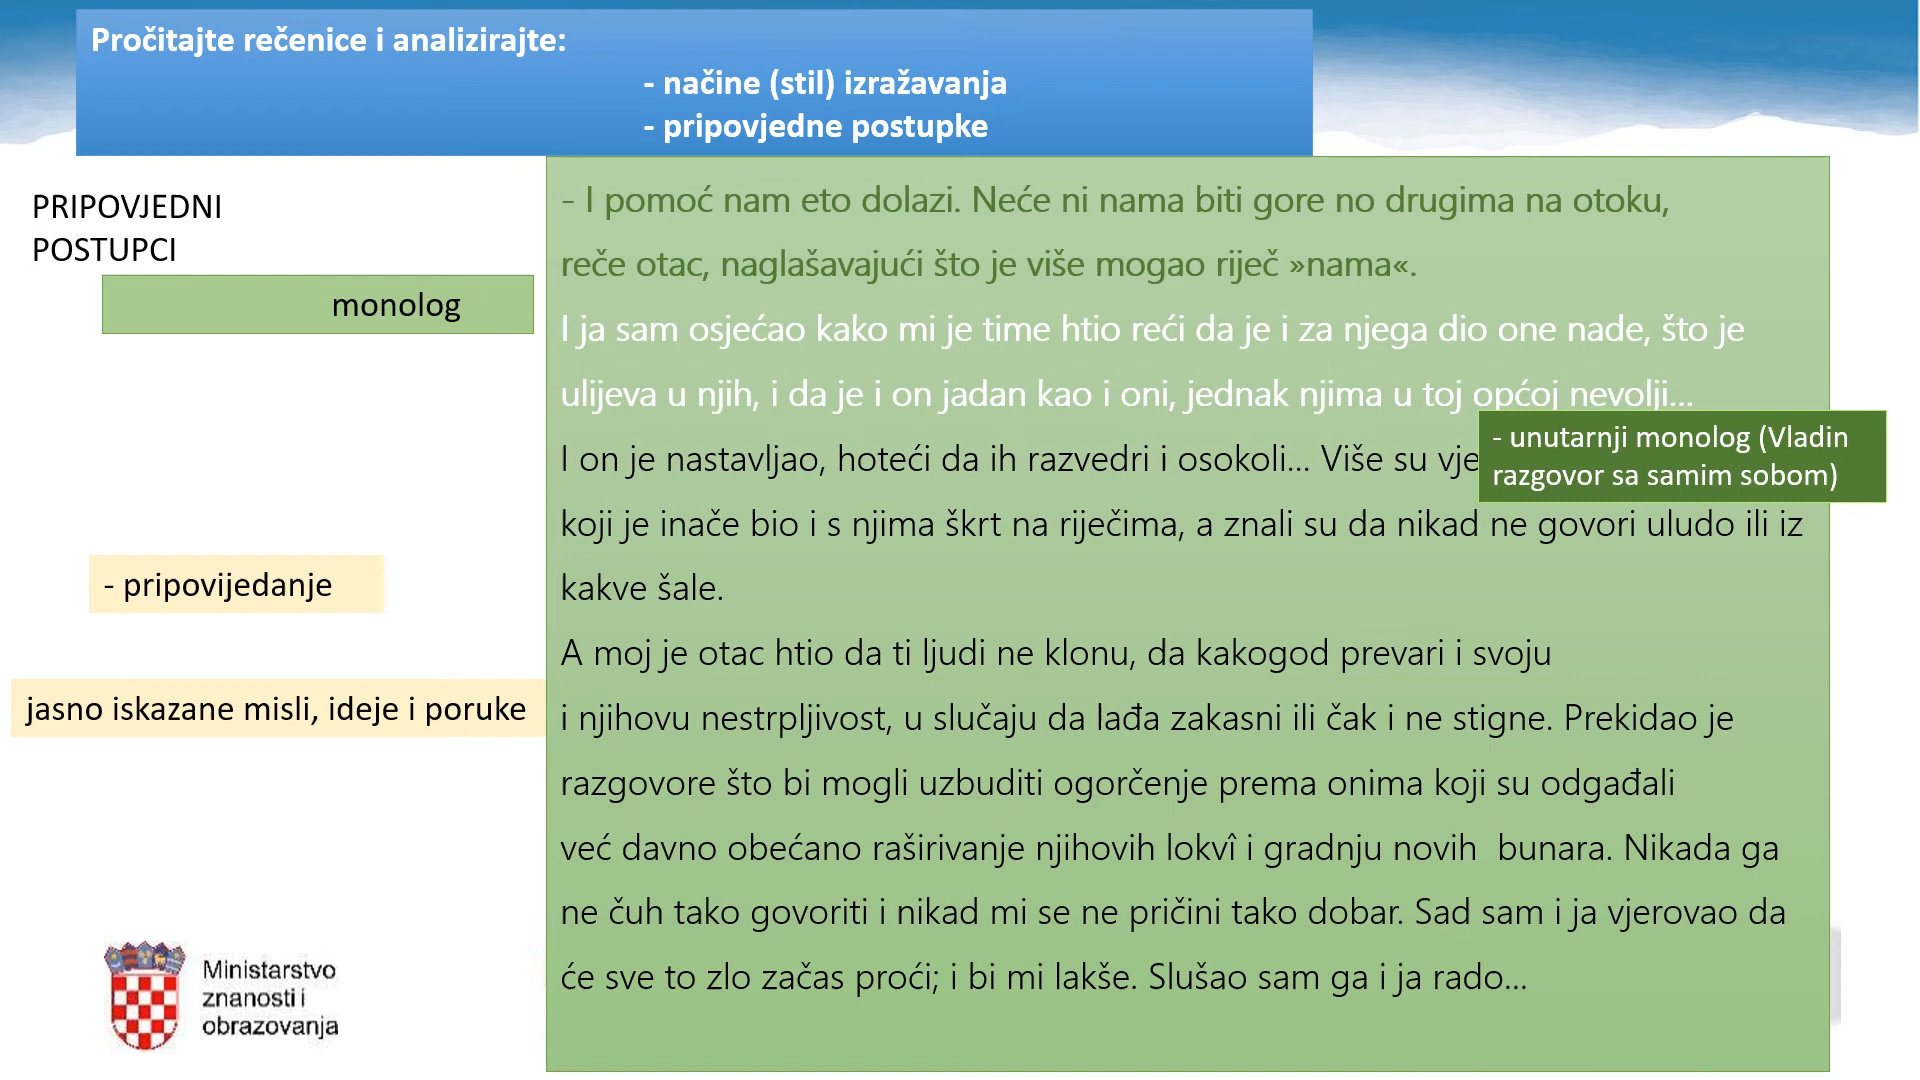 Pročitajte rečenice i analizirajte:
- načine (stil) izražavanja
- pripovjedne postupke
PRIPOVJEDNI
POSTUPCI
monolog
- pripovijedanje
jasno iskazane misli, ideje i poruke
- I pomoć nam eto dolazi. Neće ni nama biti gore no drugima na otoku,
reče otac, naglašavajući što je više mogao riječ »nama«.
I ja sam osjećao kako mi je time htio reći da je i za njega dio one nade, što je
ulijeva u njih, i da je i on jadan kao i oni, jednak njima u toj općoj nevolji...
I on je nastavljao, hoteći da ih razvedri i osokoli... Više su
koji je inače bio i s njima škrt na riječima, a znali su da nikad ne govori uludo ili iz
kakve šale.
A moj je otac htio da ti ljudi ne klonu, da kakogod prevari i svoju
i njihovu nestrpljivost, u slučaju da lađa zakasni ili čak i ne stigne. Prekidao je
razgovore što bi mogli uzbuditi ogorčenje prema onima koji su odgađali
već davno obećano raširivanje njihovih lokvî i gradnju novih bunara. Nikada ga
ne čuh tako govoriti i nikad mi se ne pričini tako dobar. Sad sam i ja vjerovao da
će sve to zlo začas proći; i bi mi lakše. Slušao sam ga i ja rado...
- unutarnji monolog (Vladin
razgovor sa samim sobom)
Ministarstvo
znanosti i
obrazovanja